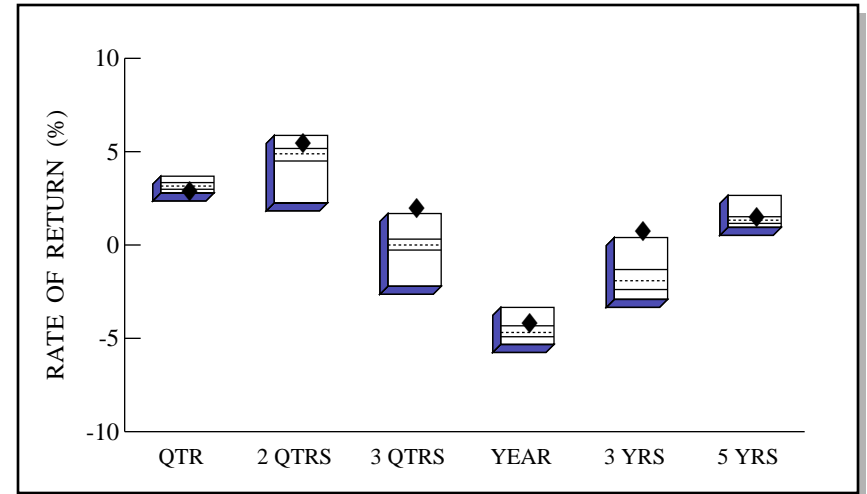 RATE OF RETURN (%)
10
5
0
-5
-10
QTR 2 QTRS 3 QTRS YEAR 3 YRS 5 YRS